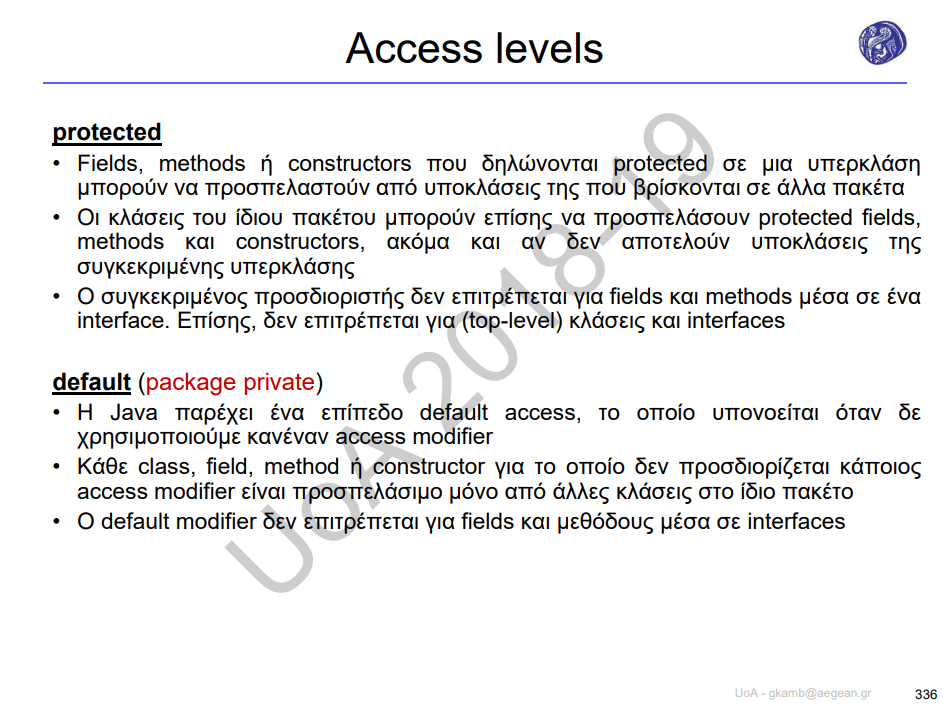 Access levels
protected
• Fields, methods ή constructors που δηλώνονται protected σε μια υπερκλάση
μπορούν να προσπελαστούν από υποκλάσεις της που βρίσκονται σε άλλα πακέτα
• Οι κλάσεις του ίδιου πακέτου μπορούν επίσης να προσπελάσουν protected fields,
methods και constructors, ακόμα και αν δεν αποτελούν υποκλάσεις της
συγκεκριμένης υπερκλάσης
• Ο συγκεκριμένος προσδιοριστής δεν επιτρέπεται για fields και methods μέσα σε ένα
interface. Επίσης, δεν επιτρέπεται για (top-level) κλάσεις και interfaces
default (package private)
• Η Java παρέχει ένα επίπεδο default access, το οποίο υπονοείται όταν δε
χρησιμοποιούμε κανέναν access modifier
• Κάθε class, field, method ή constructor για το οποίο δεν προσδιορίζεται κάποιος
access modifier είναι προσπελάσιμο μόνο από άλλες κλάσεις στο ίδιο πακέτο
• Ο default modifier δεν επιτρέπεται για fields και μεθόδους μέσα σε interfaces
UoA 2018-19
UoA - gkamb@aegean.gr
336